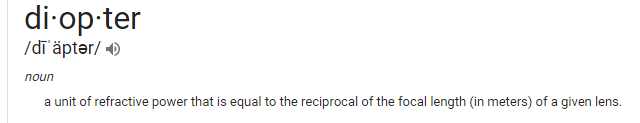 di·op·ter
/dīˈäptər/
noun
a unit of refractive power that is equal to the reciprocal of the focal length (in meters) of a given lens.